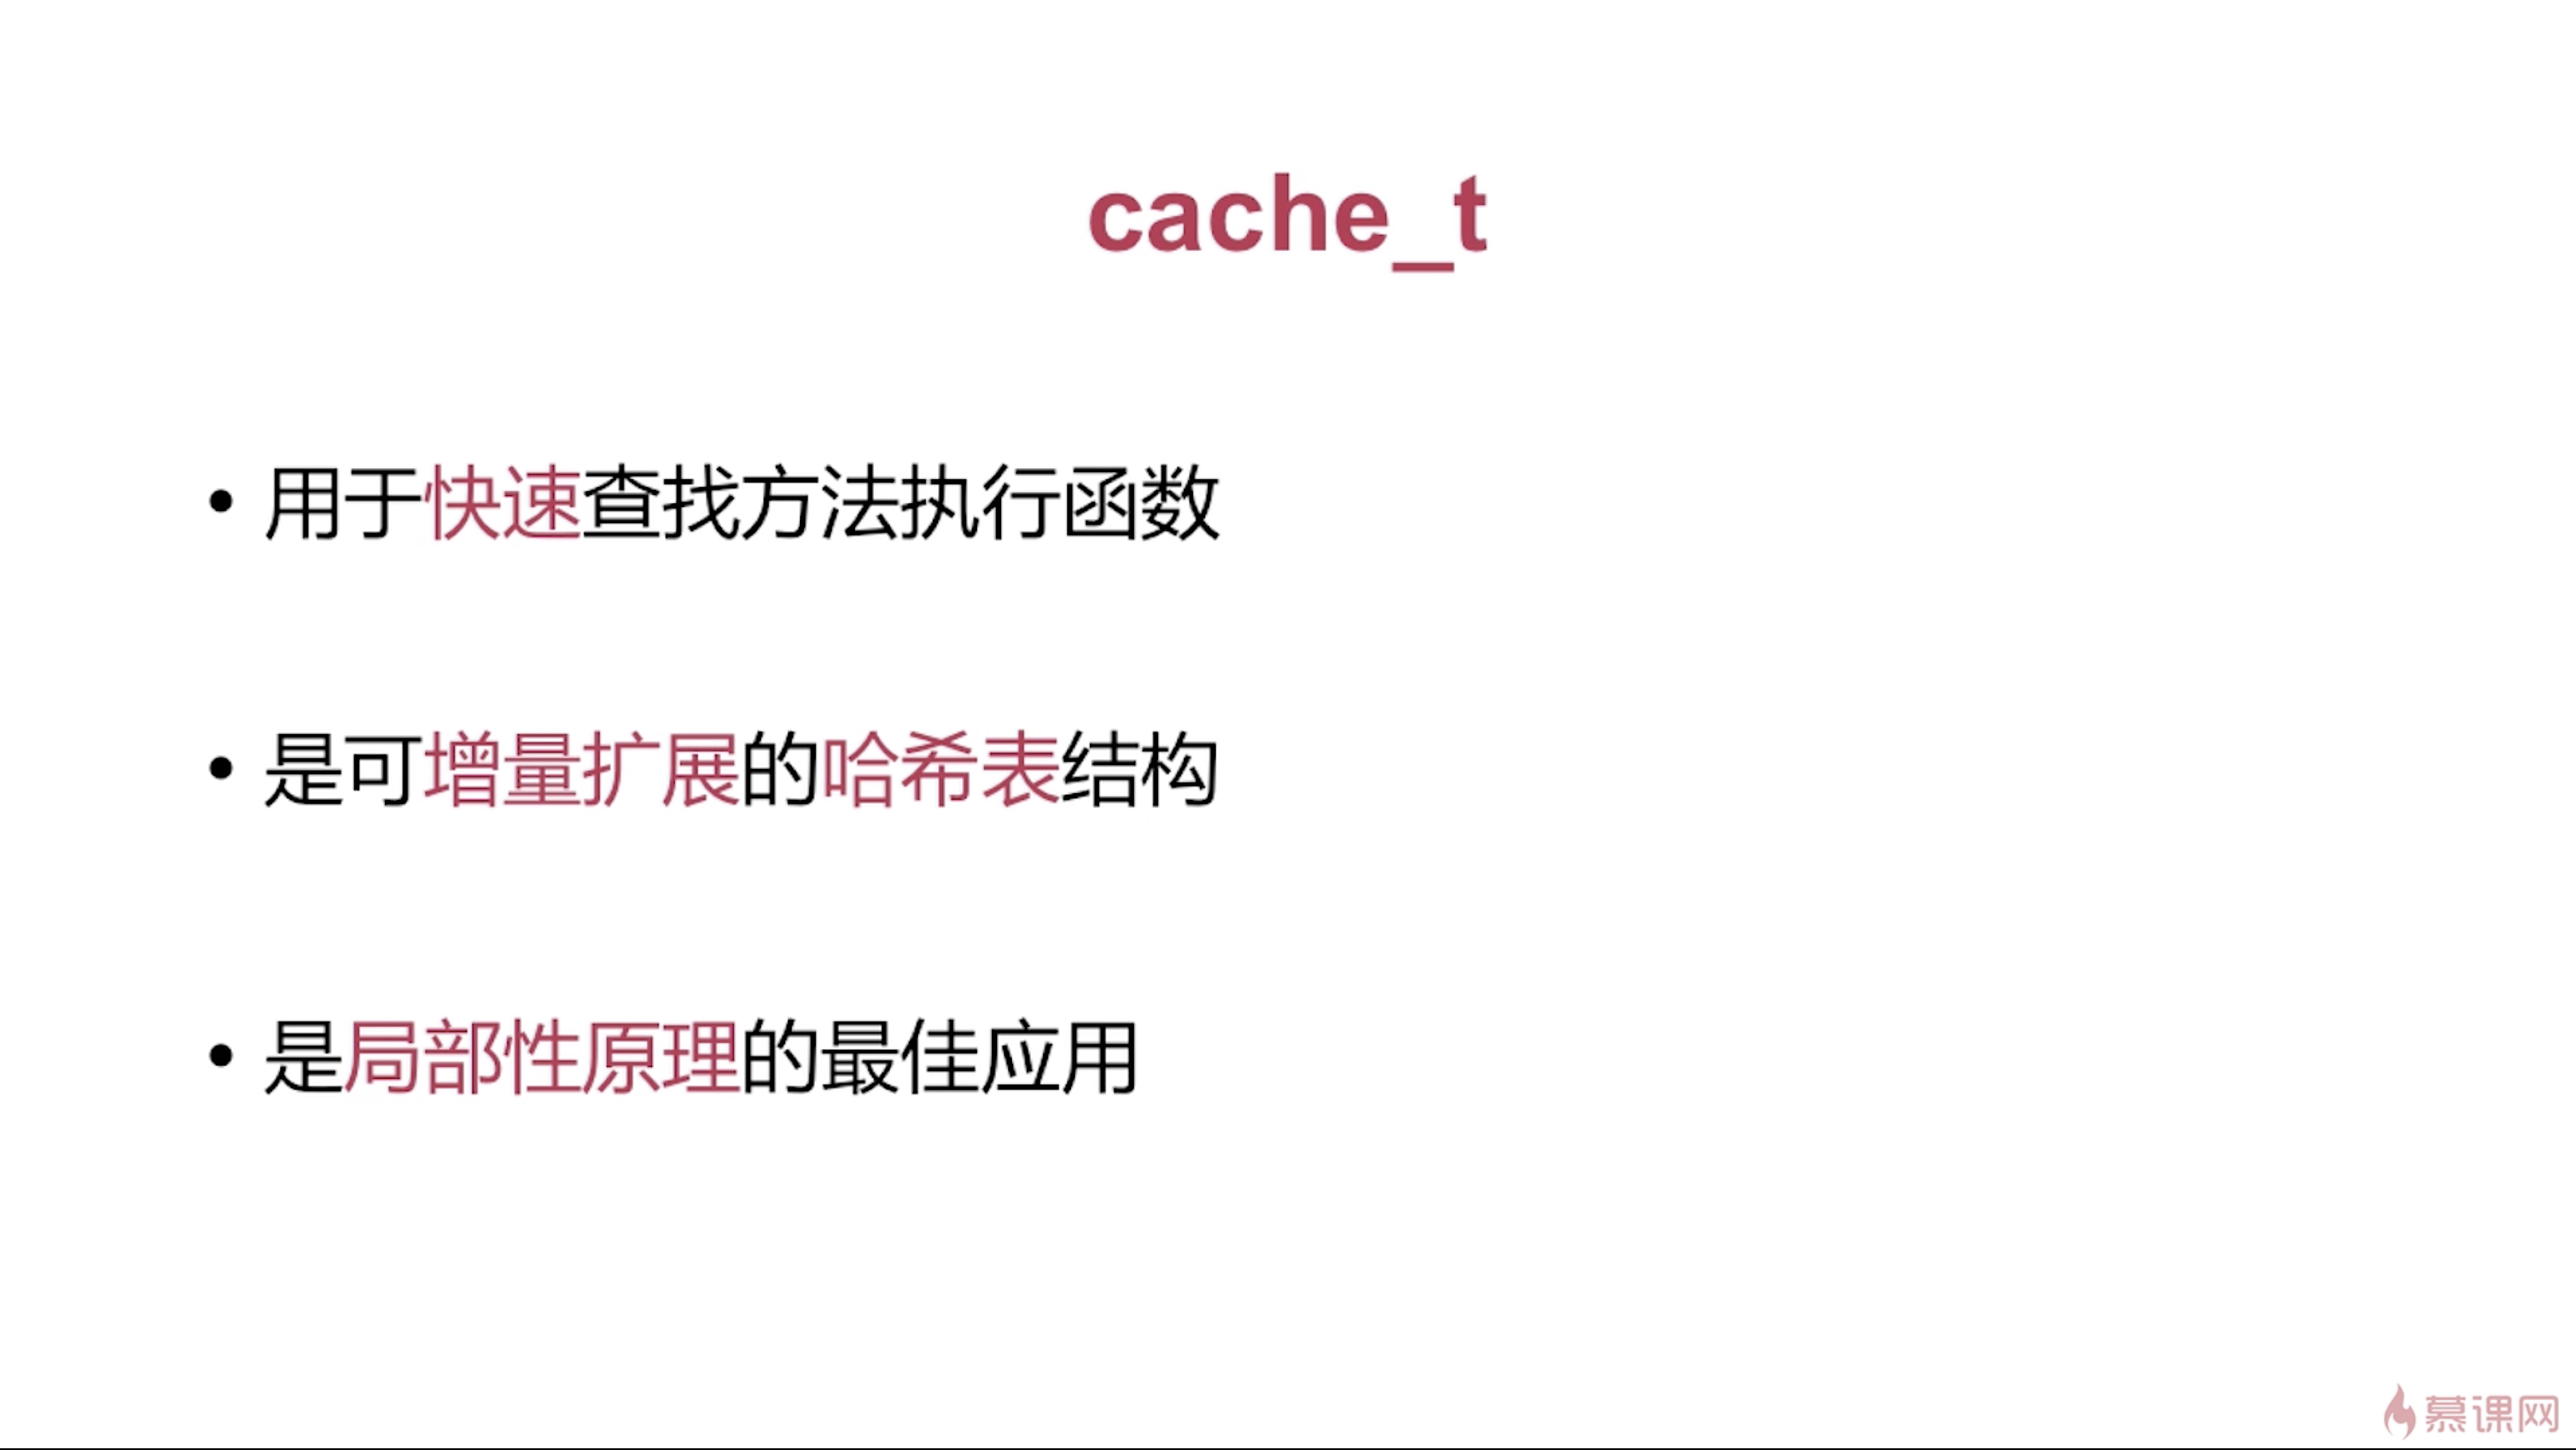 cache_t
• 用于快速查找方法执行函数
• 是可增量扩展的哈希表结构
• 是局部性原理的最佳应用
慕课网